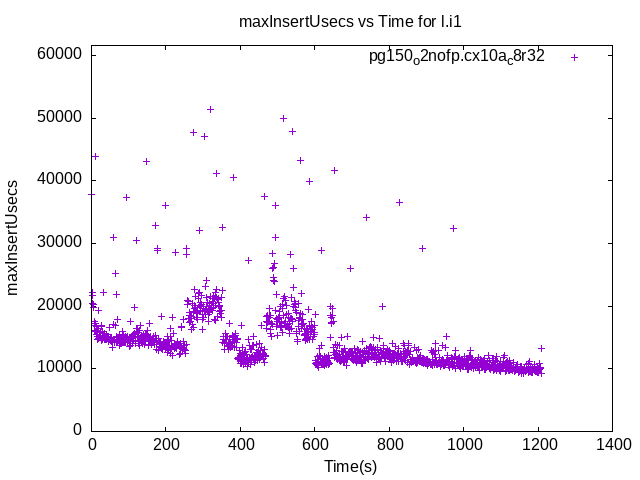 maxInsertUsecs vs Time for l.i1
pg150o2nofp.cx10ac8r32
60000
50000
40000
30000
20000
10000
0
maxInsertUsecs
0 200 400 600 800 1000 1200 1400
Time(s)